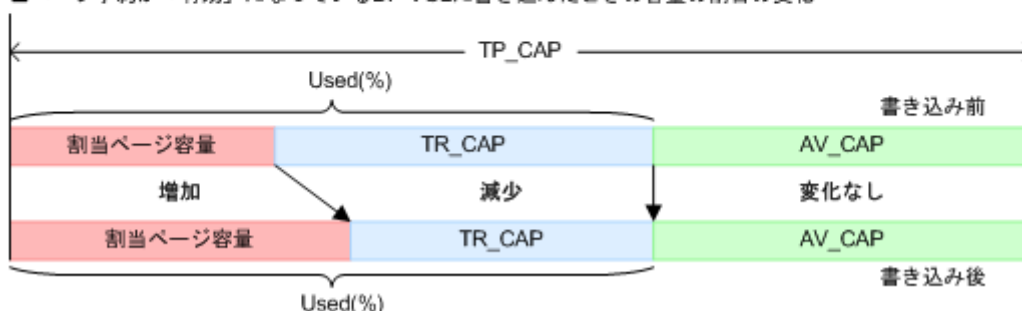 TP_CAP
Used(%)
書き込み前
割当ページ容量 TR_CAP AV_CAP
増加 減少 変化なし
割当ページ容量 TR_CAP AV_CAP
書き込み後
Used(%)